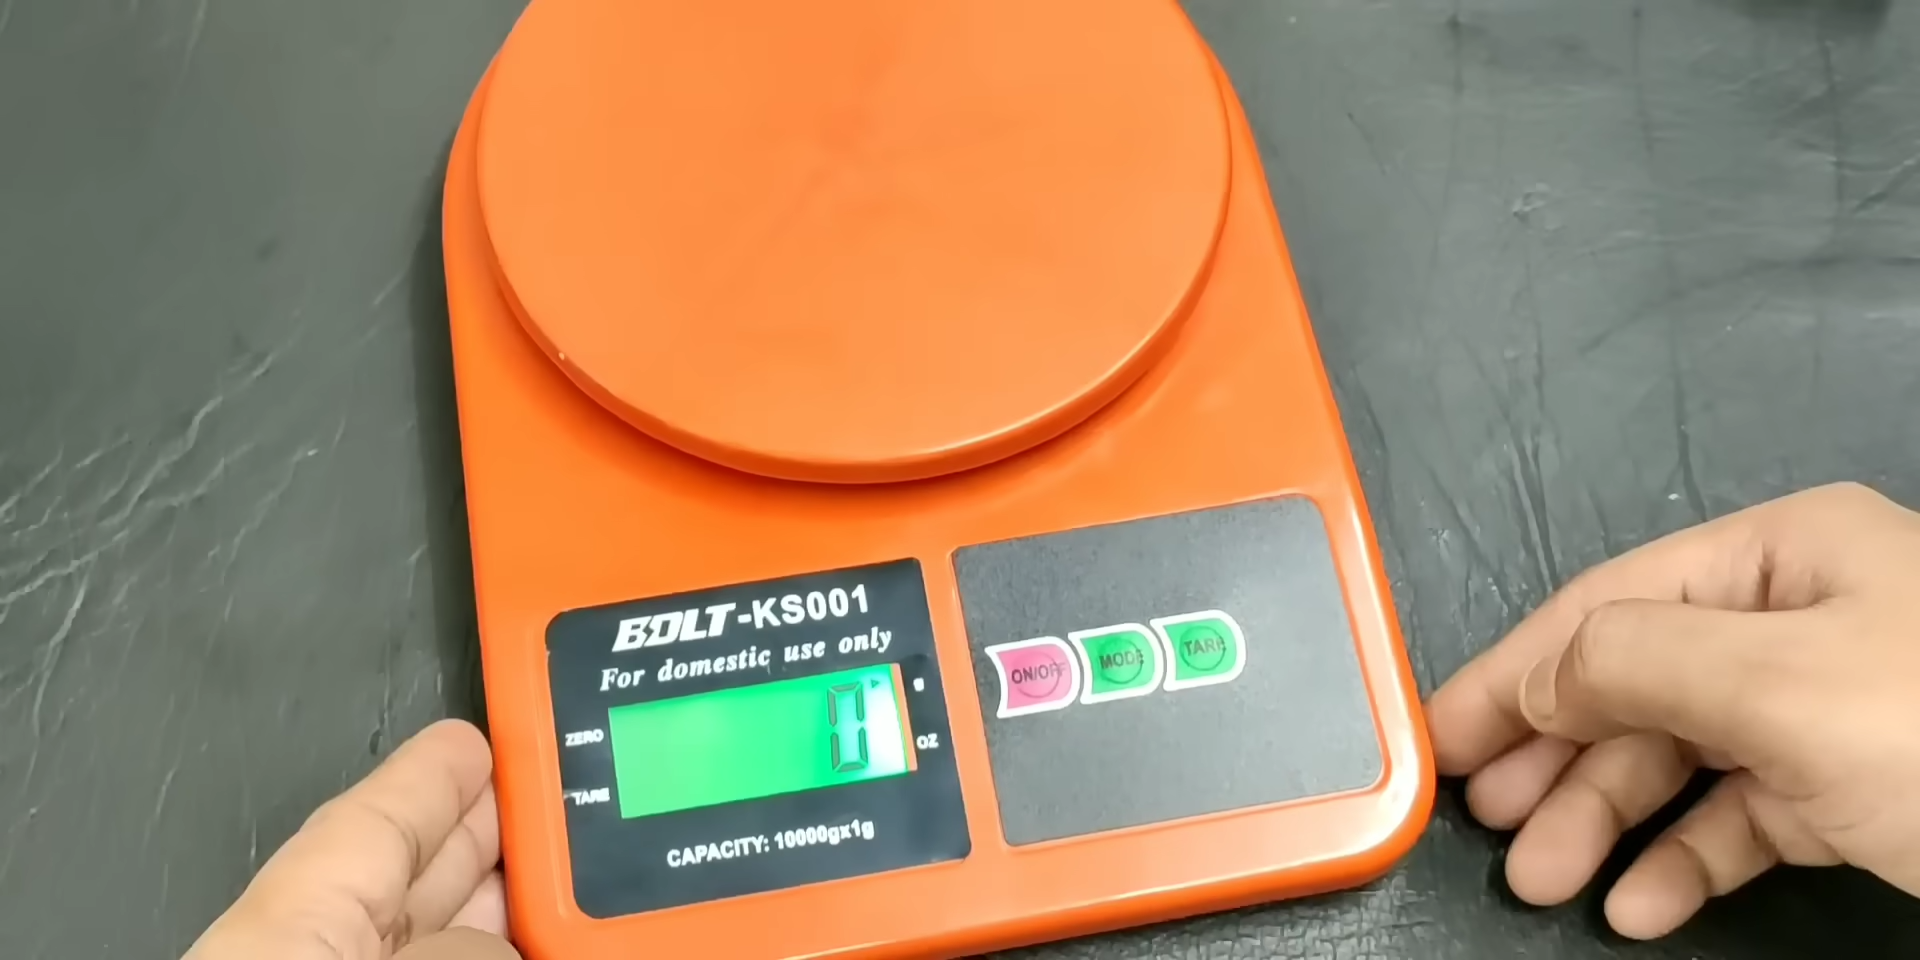 BOLT-KS001
For domestic use only
0
g
ZERO
OZ
TARE
CAPACITY: 10000gx1g
ON/OFF
MODE
TARE